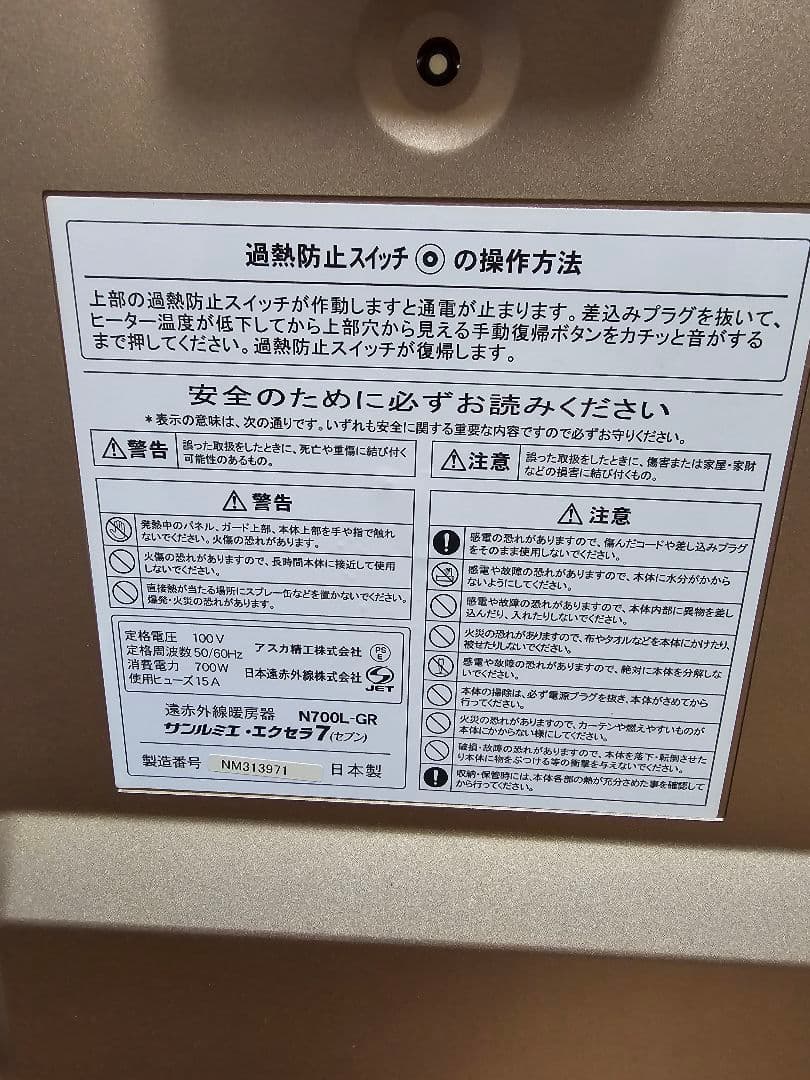 過熱防止スイッチ◎の操作方法
上部の過熱防止スイッチが作動しますと通電が止まります。差込みプラグを抜いて、
ヒーター温度が低下してから上部穴から見える手動復帰ボタンをカチッと音がする
まで押してください。過熱防止スイッチが復帰します。
安全のために必ずお読みください
*表示の意味は、次の通りです。いずれも安全に関する重要な内容ですので必ずお守りください。
⚠警告
誤った取扱をしたときに、死亡や重傷に結び付く
可能性のあるもの。
⚠注意
誤った取扱をしたときに、傷害または家屋・家財
などの損害に結び付くもの。
⚠警告
発熱中のパネル、ガード上部、本体上部を手や指で触れ
ないでください。火傷の恐れがあります。
火傷の恐れがありますので、長時間本体に接近して使用
しないでください。
直接熱が当たる場所にスプレー缶などを置かないでください。
爆発・火災の恐れがあります。
定格電圧 100V
定格周波数 50/60Hz
消費電力 700W
使用ヒューズ 15A
アスカ精工株式会社
日本遠赤外線株式会社
PS
E
JET
遠赤外線暖房器 N700L-GR
サンルミエ・エクセラ7(セブン)
製造番号 NM313971 日本製
⚠注意
感電の恐れがありますので、傷んだコードや差し込みプラグ
をそのまま使用しないでください。
感電や故障の恐れがありますので、本体に水分がかから
ないようにしてください。
感電や故障の恐れがありますので、本体内部に異物を差し
込んだり、入れたりしないでください。
火災の恐れがありますので、布やタオルなどを本体にかけたり、
被せたりしないでください。
感電や故障の恐れがありますので、絶対に本体を分解しな
いでください。
本体の掃除は、必ず電源プラグを抜き、本体がさめてから
行ってください。
火災の恐れがありますので、カーテンや燃えやすいものが
本体にかからない様にしてください。
破損・故障の恐れがありますので、本体を落下・転倒させた
り本体に物をぶつける等の衝撃を与えないでください。
収納・保管時には、本体各部の熱が充分さめた事を確認して
から行ってください。